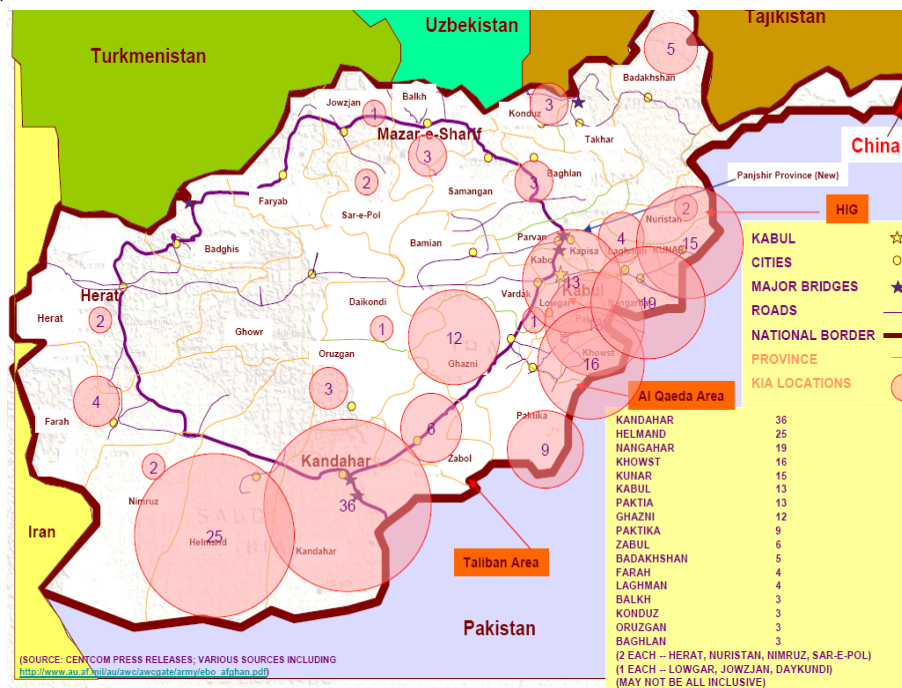 Tajikistan
Uzbekistan
Turkmenistan
5
Badakhshan
Balkh
Jowzjan
1
3
Konduz
Mazar-e-Sharif
Takhar
China
3
Baghlan
3
2
Samangan
Panjshir Province (New)
Faryab
Sar-e-Pol
HIG
2
Nuristan
Parvan
Kapisa
4
Laghman
KUNAR
15
Badghis
Bamian
KABUL
CITIES
MAJOR BRIDGES
ROADS
NATIONAL BORDER
PROVINCE
KIA LOCATIONS
13
Kabul
Vardak
Lowgar
Nangarhar
19
Herat
Herat
2
Daikondi
1
Ghowr
12
Ghazni
1
13
Khowst
16
Oruzgan
3
Al Qaeda Area
4
Farah
6
Paktika
9
Zabol
Kandahar
2
Nimruz
36
25
Helmand
Kandahar
Iran
Taliban Area
Pakistan
KANDAHAR 36
HELMAND 25
NANGAHAR 19
KHOWST 16
KUNAR 15
KABUL 13
PAKTIA 13
GHAZNI 12
PAKTIKA 9
ZABUL 6
BADAKHSHAN 5
FARAH 4
LAGHMAN 4
BALKH 3
KONDUZ 3
ORUZGAN 3
BAGHLAN 3
(2 EACH -- HERAT, NURISTAN, NIMRUZ, SAR-E-POL)
(1 EACH -- LOWGAR, JOWZJAN, DAYKUNDI)
(MAY NOT BE ALL INCLUSIVE)
(SOURCE: CENTCOM PRESS RELEASES; VARIOUS SOURCES INCLUDING
http://www.au.af.mil/au/awc/awcgate/army/ebo_afghan.pdf)